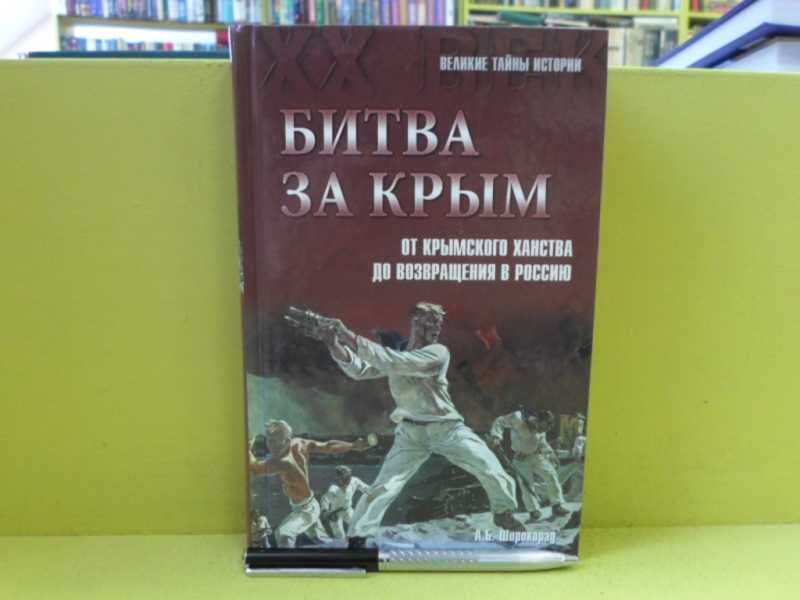 XX ВЕК
ВЕЛИКИЕ ТАЙНЫ ИСТОРИИ
БИТВА
ЗА КРЫМ
ОТ КРЫМСКОГО ХАНСТВА
ДО ВОЗВРАЩЕНИЯ В РОССИЮ
А.Б. Широкорад